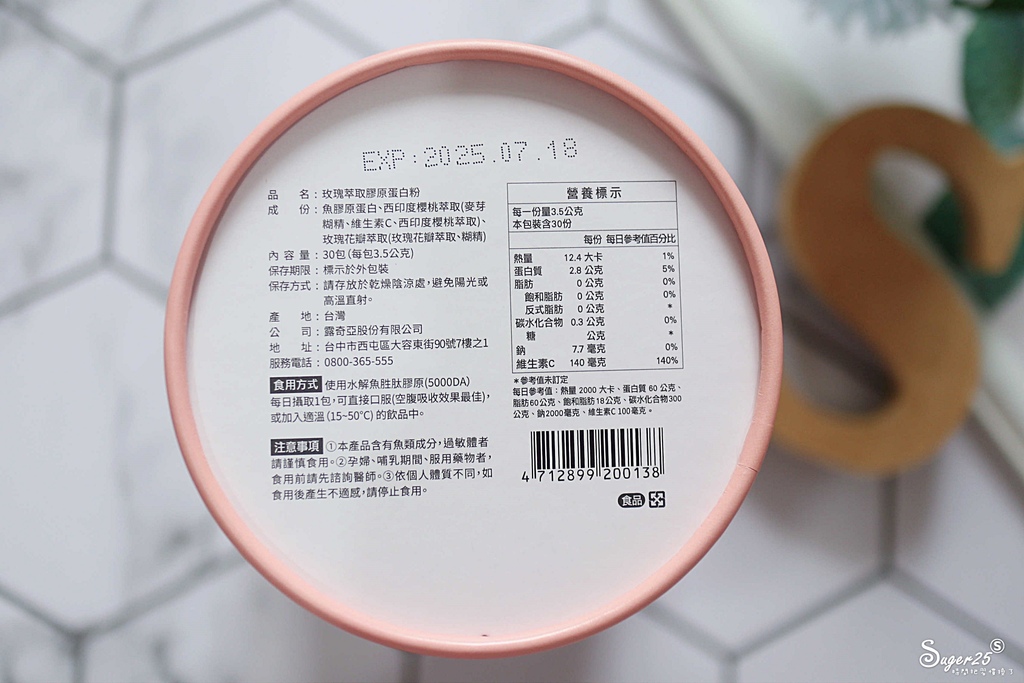 EXP:2025.07.18
品 名：玫瑰萃取膠原蛋白粉
成 份：魚膠原蛋白、西印度櫻桃萃取(麥芽
糊精、維生素C、西印度櫻桃萃取)、
玫瑰花瓣萃取(玫瑰花瓣萃取、糊精)
內 容 量：30包(每包3.5公克)
保存期限：標示於外包裝
保存方式：請存放於乾燥陰涼處，避免陽光或
高溫直射。
產 地：台灣
公 司：露奇亞股份有限公司
地 址：台中市西屯區大容東街90號7樓之1
服務電話：0800-365-555
食用方式 使用水解魚胜肽膠原(5000DA)
每日攝取1包，可直接口服(空腹吸收效果最佳)，
或加入適溫(15~50°C)的飲品中。
注意事項 ①本產品含有魚類成分，過敏體者
請謹慎食用。②孕婦、哺乳期間、服用藥物者，
食用前請先諮詢醫師。③依個人體質不同，如
食用後產生不適感，請停止食用。
營養標示
每一份量3.5公克
本包裝含30份
每份 每日參考值百分比
熱量 12.4 大卡 1%
蛋白質 2.8 公克 5%
脂肪 0 公克 0%
飽和脂肪 0 公克 0%
反式脂肪 0 公克 *
碳水化合物 0.3 公克 0%
糖 公克 *
鈉 7.7 毫克 0%
維生素C 140 毫克 140%
*參考值未訂定
每日參考值：熱量 2000 大卡、蛋白質 60 公克、
脂肪60公克、飽和脂肪18公克、碳水化合物300
公克、鈉2000毫克、維生素C 100毫克。
4 712899 200138
食品
Suger25 S